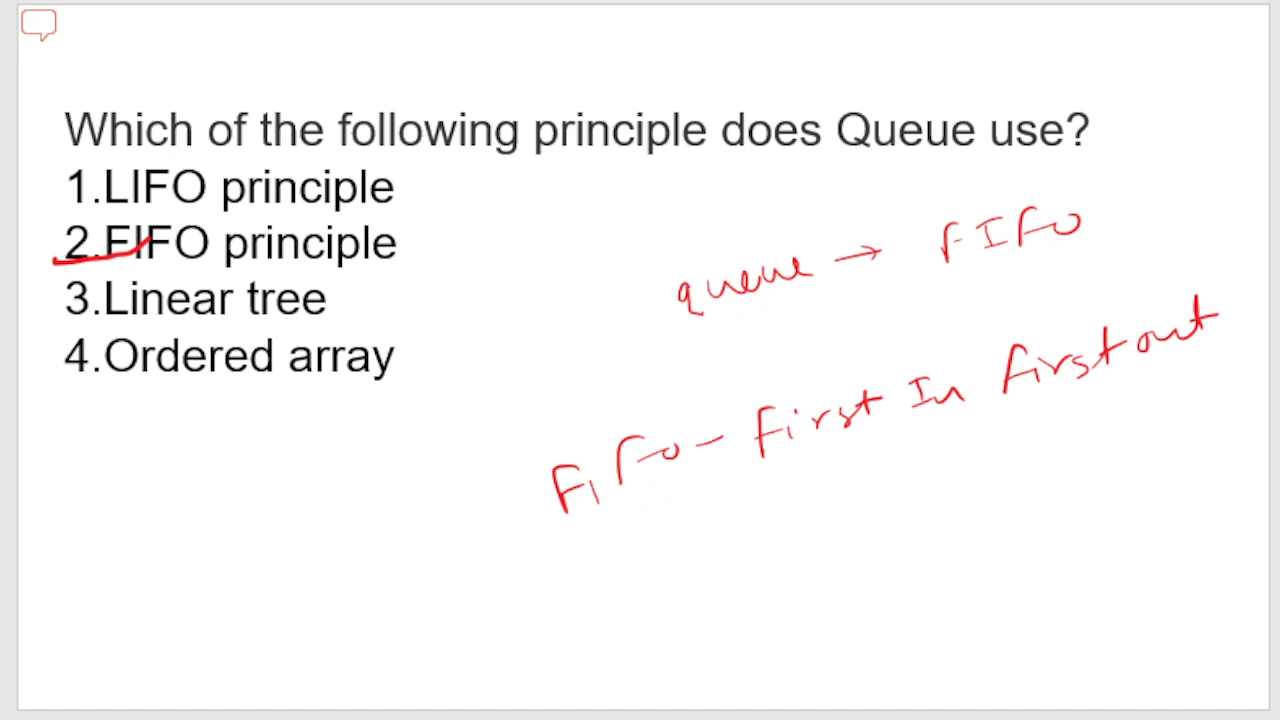 Which of the following principle does Queue use?
1.LIFO principle
2.FIFO principle
3.Linear tree
4.Ordered array
queue → FIFO
FIFO - First In First out